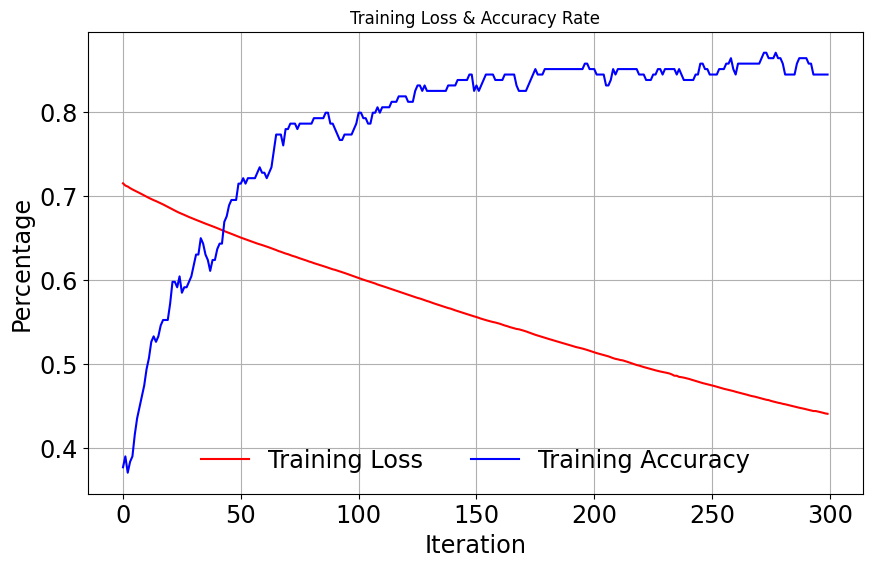 Training Loss & Accuracy Rate
Percentage
0.8
0.7
0.6
0.5
0.4
Training Loss Training Accuracy
0 50 100 150 200 250 300
Iteration